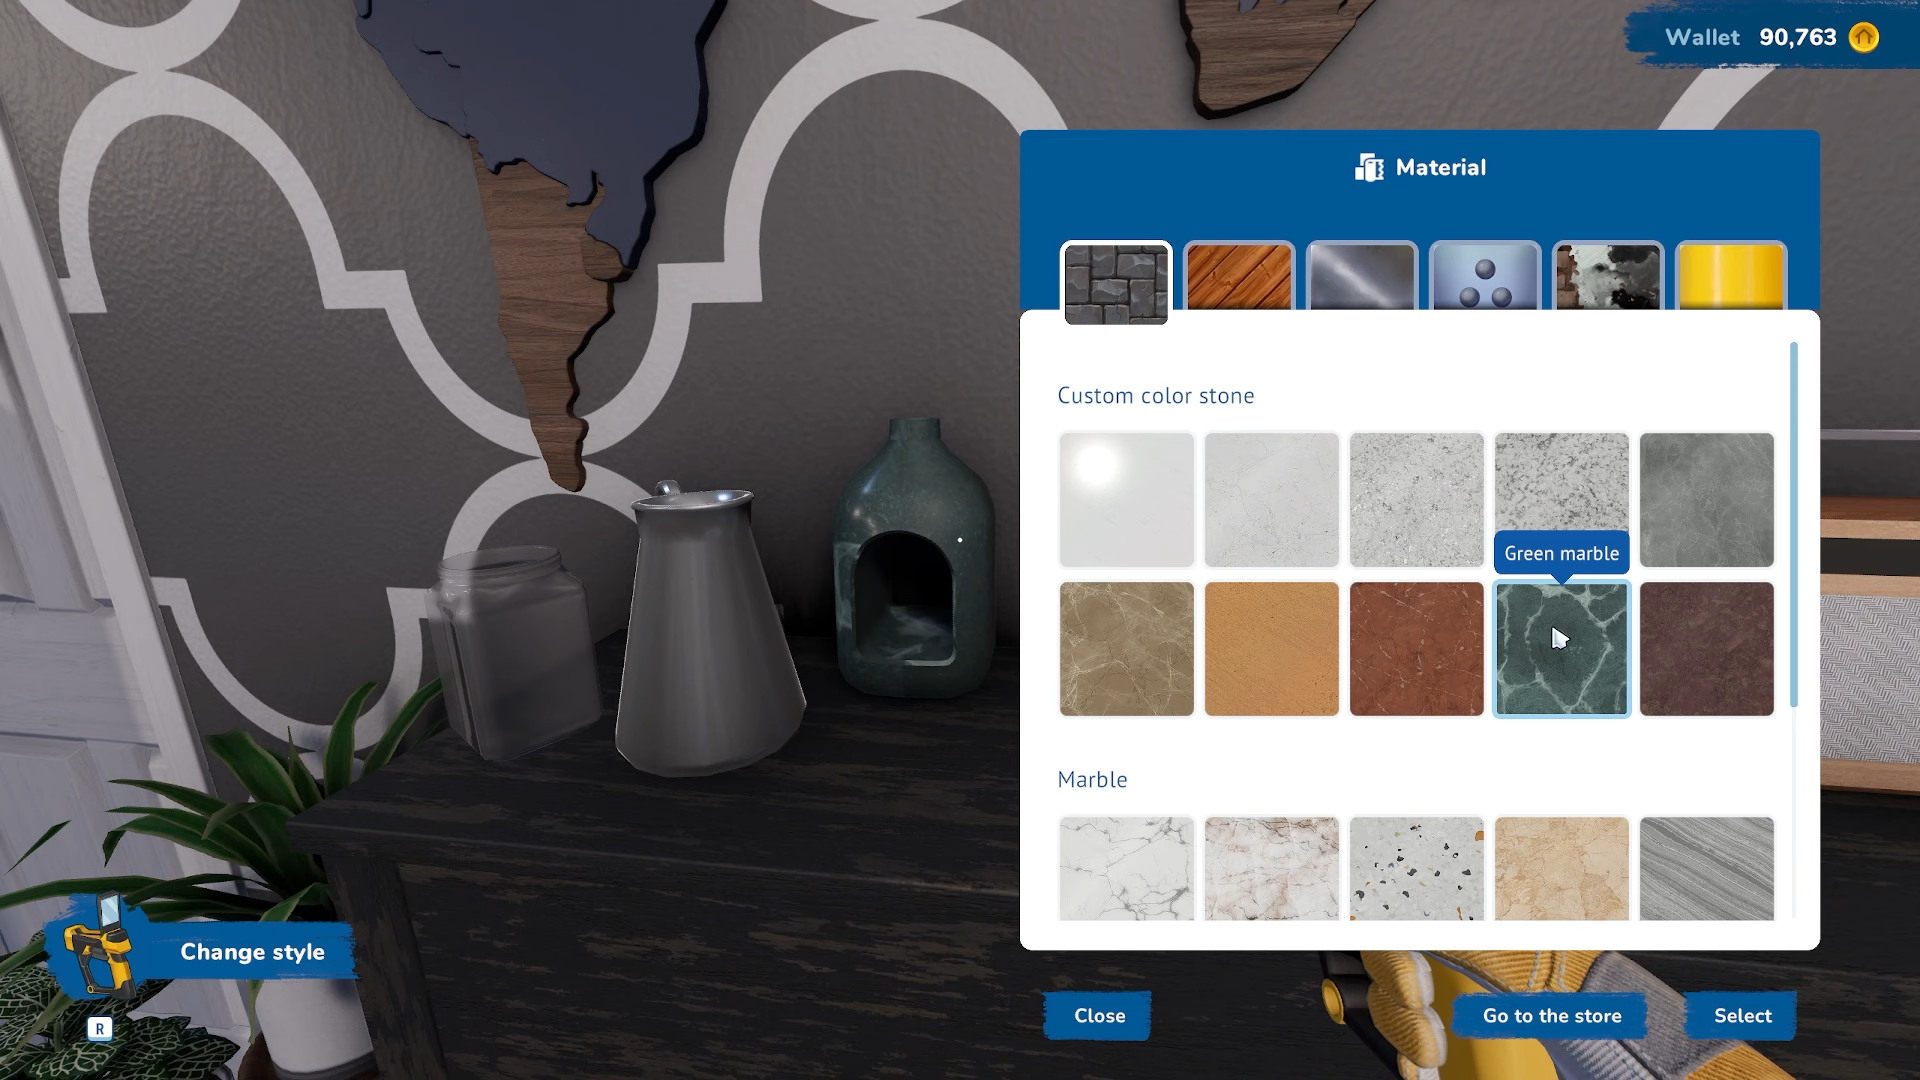 Wallet 90,763
Material
Custom color stone
Green marble
Marble
Change style
R
Close
Go to the store
Select